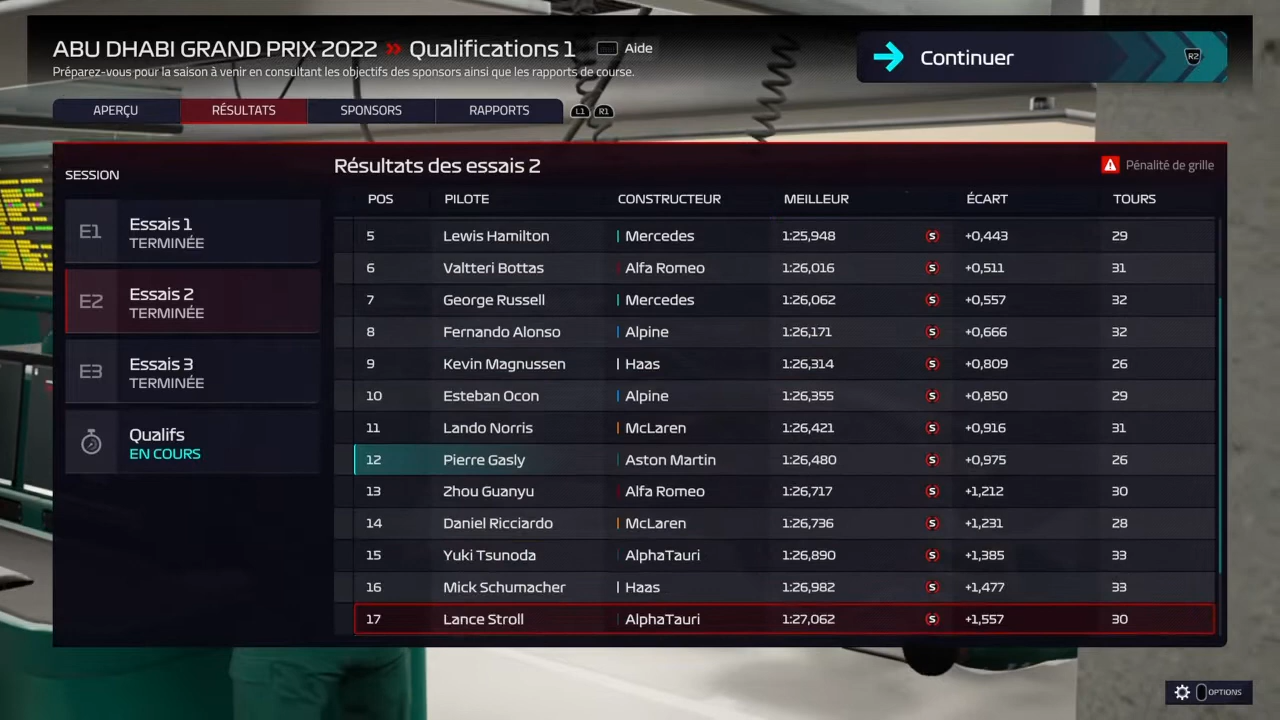 ABU DHABI GRAND PRIX 2022 » Qualifications 1 Aide
Préparez-vous pour la saison à venir en consultant les objectifs des sponsors ainsi que les rapports de course.
Continuer R2
APERÇU RÉSULTATS SPONSORS RAPPORTS L1 R1
SESSION
E1 Essais 1
TERMINÉE
E2 Essais 2
TERMINÉE
E3 Essais 3
TERMINÉE
Qualifs
EN COURS
Résultats des essais 2
Pénalité de grille
POS PILOTE CONSTRUCTEUR MEILLEUR ÉCART TOURS
5 Lewis Hamilton Mercedes 1:25,948 S +0,443 29
6 Valtteri Bottas Alfa Romeo 1:26,016 S +0,511 31
7 George Russell Mercedes 1:26,062 S +0,557 32
8 Fernando Alonso Alpine 1:26,171 S +0,666 32
9 Kevin Magnussen Haas 1:26,314 S +0,809 26
10 Esteban Ocon Alpine 1:26,355 S +0,850 29
11 Lando Norris McLaren 1:26,421 S +0,916 31
12 Pierre Gasly Aston Martin 1:26,480 S +0,975 26
13 Zhou Guanyu Alfa Romeo 1:26,717 S +1,212 30
14 Daniel Ricciardo McLaren 1:26,736 S +1,231 28
15 Yuki Tsunoda AlphaTauri 1:26,890 S +1,385 33
16 Mick Schumacher Haas 1:26,982 S +1,477 33
17 Lance Stroll AlphaTauri 1:27,062 S +1,557 30
OPTIONS